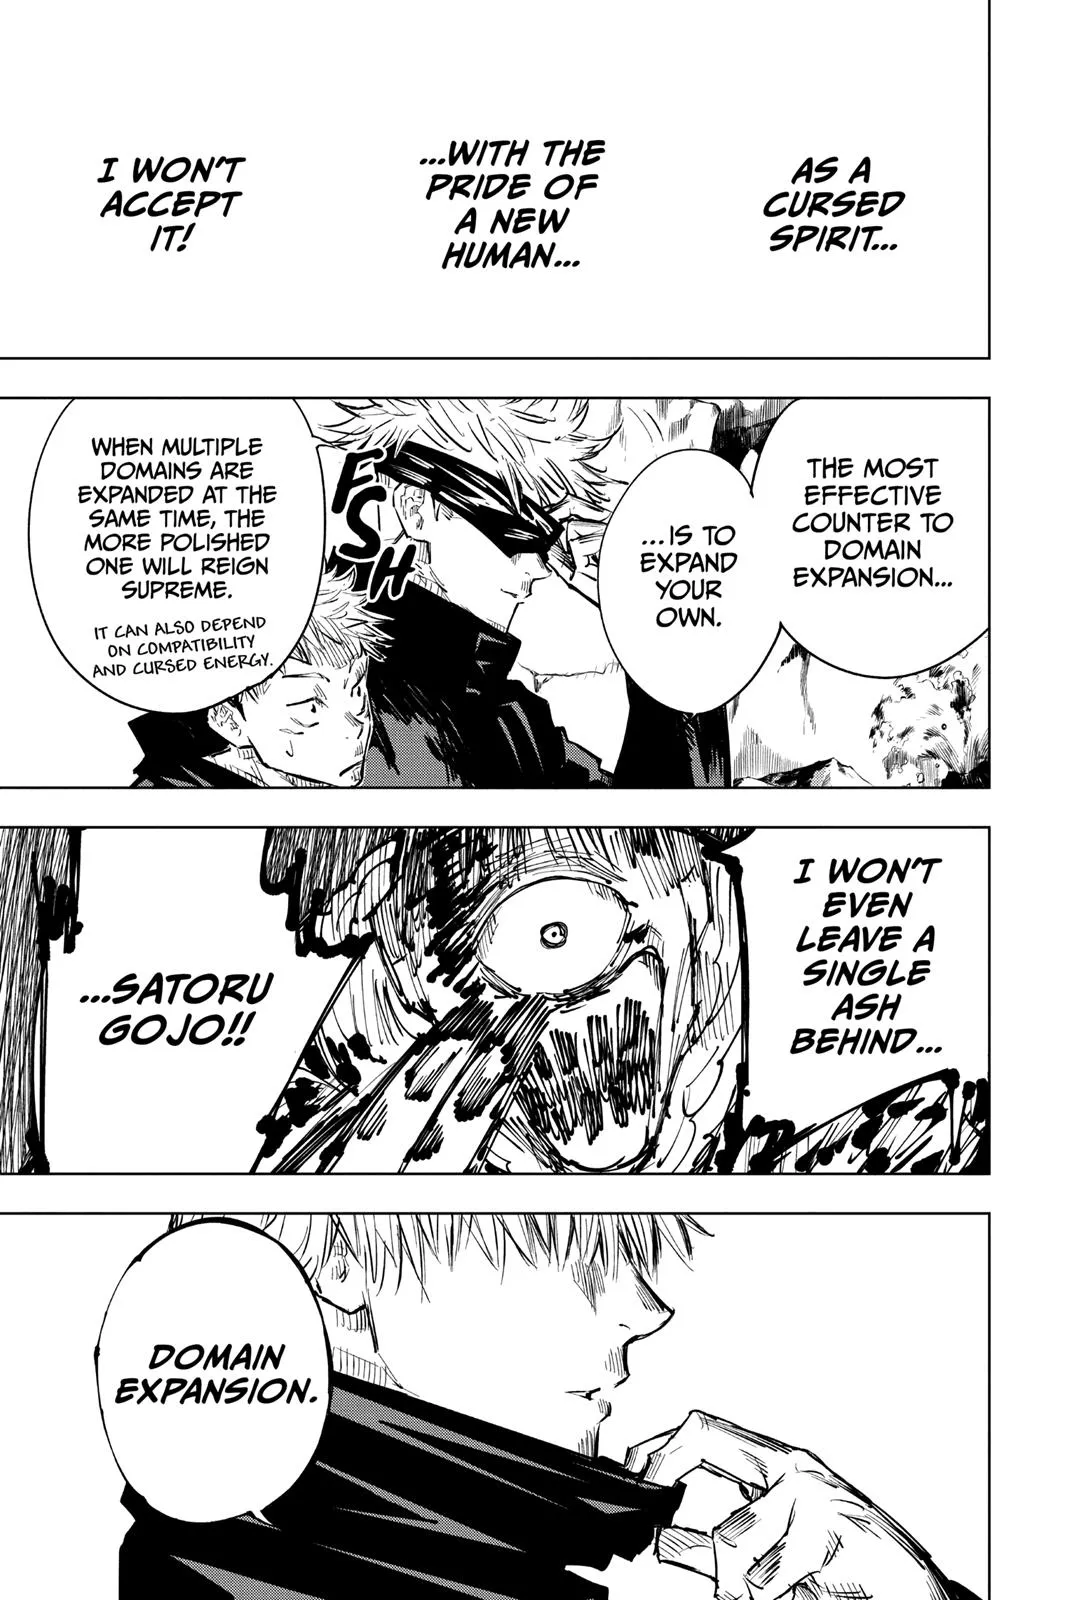 AS A
CURSED
SPIRIT...
...WITH THE
PRIDE OF
A NEW
HUMAN...
I WON'T
ACCEPT
IT!
THE MOST
EFFECTIVE
COUNTER TO
DOMAIN
EXPANSION...
...IS TO
EXPAND
YOUR
OWN.
FSSH
WHEN MULTIPLE
DOMAINS ARE
EXPANDED AT THE
SAME TIME, THE
MORE POLISHED
ONE WILL REIGN
SUPREME.
IT CAN ALSO DEPEND
ON COMPATIBILITY
AND CURSED ENERGY.
I WON'T
EVEN
LEAVE A
SINGLE
ASH
BEHIND...
...SATORU
GOJO!!
DOMAIN
EXPANSION.